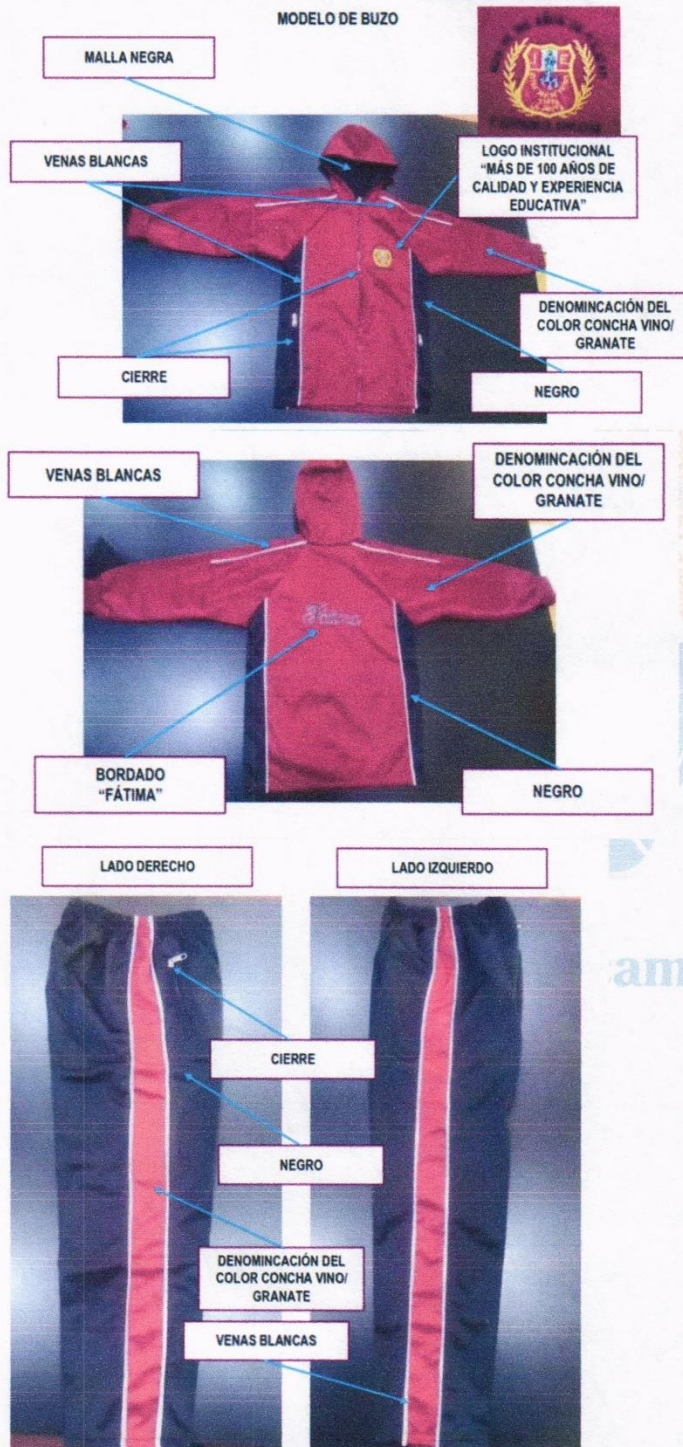 MODELO DE BUZO
MALLA NEGRA
VENAS BLANCAS
LOGO INSTITUCIONAL
“MÁS DE 100 AÑOS DE
CALIDAD Y EXPERIENCIA
EDUCATIVA”
DENOMINCACIÓN DEL
COLOR CONCHA VINO/
GRANATE
CIERRE
NEGRO
VENAS BLANCAS
DENOMINCACIÓN DEL
COLOR CONCHA VINO/
GRANATE
Fátima
BORDADO
“FÁTIMA”
NEGRO
LADO DERECHO
LADO IZQUIERDO
am
CIERRE
NEGRO
DENOMINCACIÓN DEL
COLOR CONCHA VINO/
GRANATE
VENAS BLANCAS